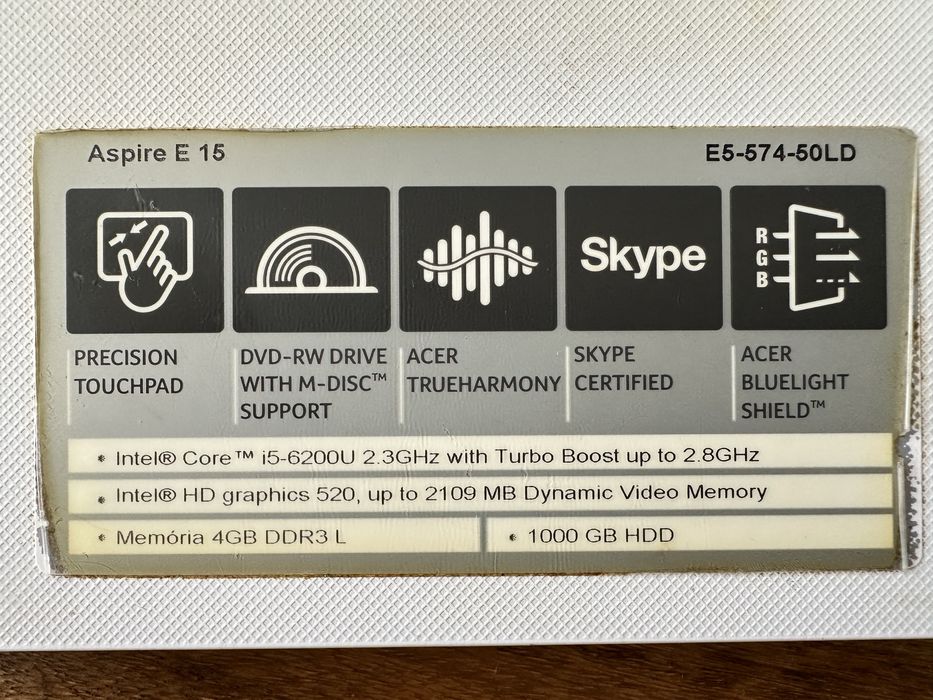 Aspire E 15 E5-574-50LD
Skype
R
G
B
PRECISION
TOUCHPAD
DVD-RW DRIVE
WITH M-DISC™
SUPPORT
ACER
TRUEHARMONY
SKYPE
CERTIFIED
ACER
BLUELIGHT
SHIELD™
• Intel® Core™ i5-6200U 2.3GHz with Turbo Boost up to 2.8GHz
• Intel® HD graphics 520, up to 2109 MB Dynamic Video Memory
• Memória 4GB DDR3 L • 1000 GB HDD